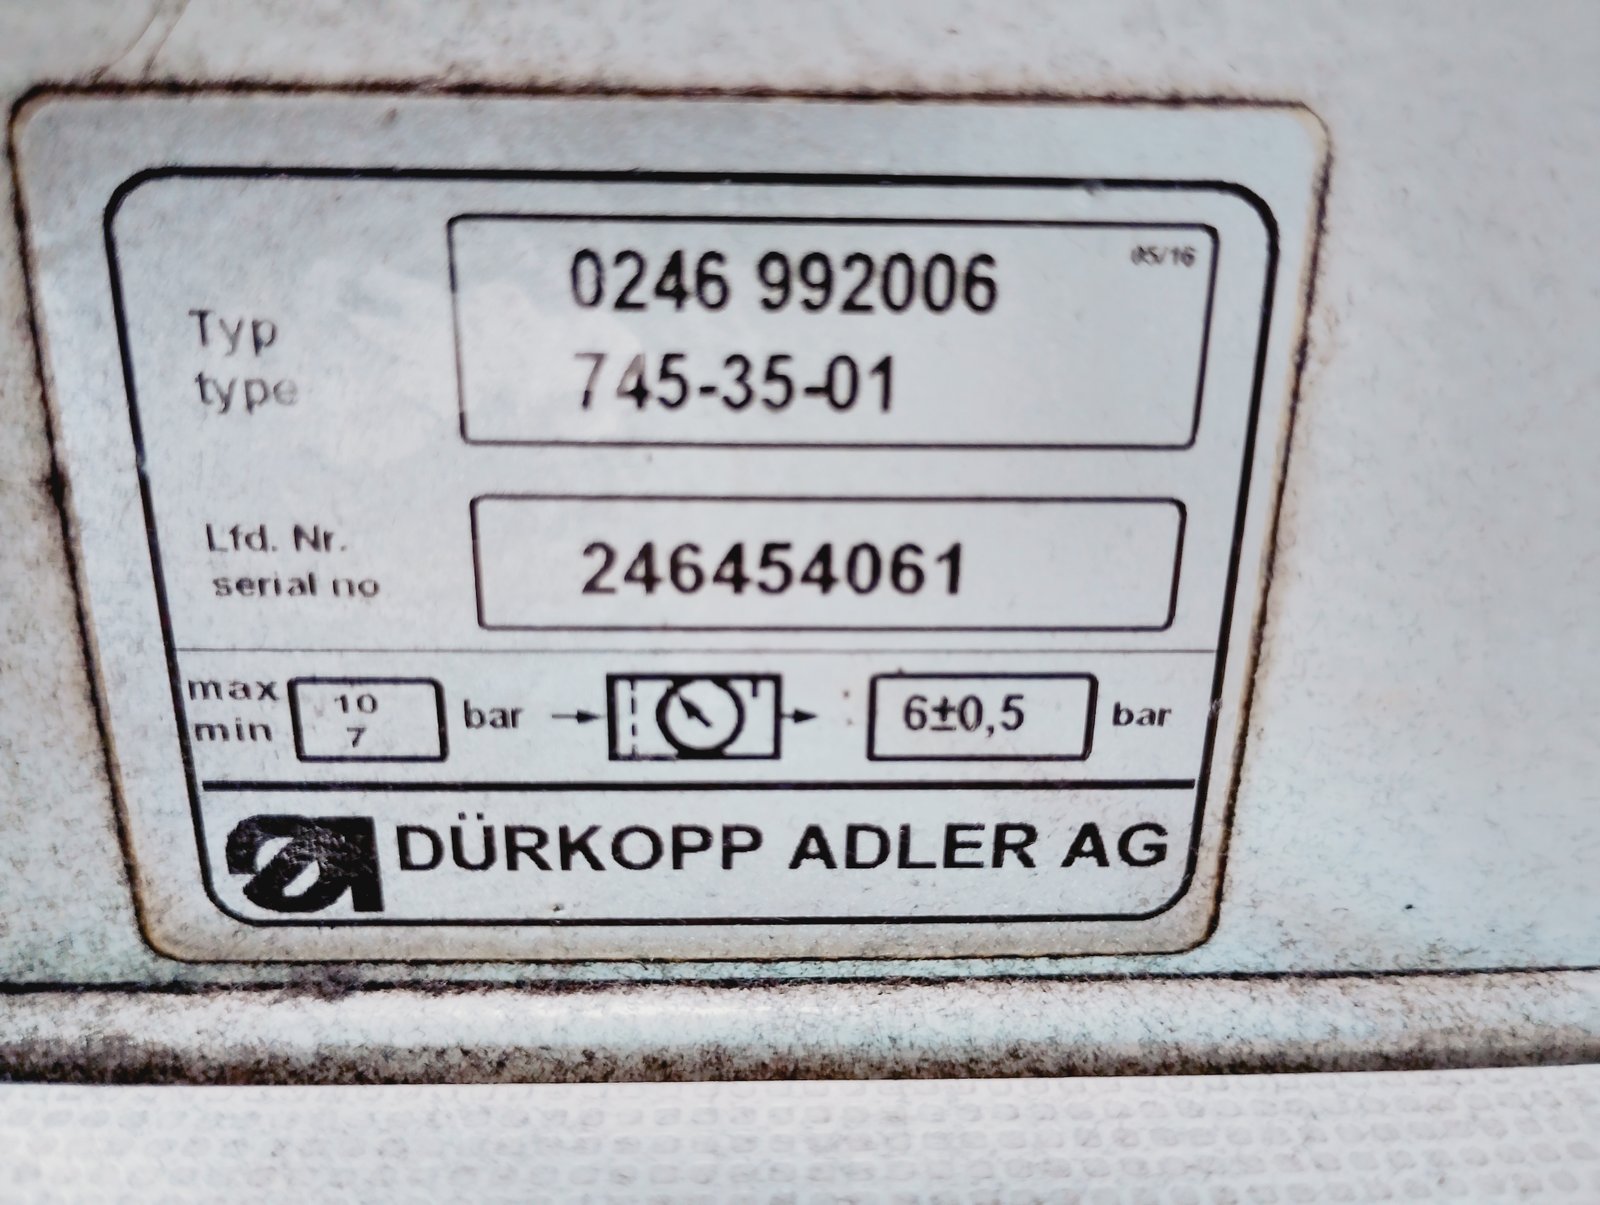 0246 992006 05/16
Typ
type
745-35-01
Lfd. Nr.
serial no
246454061
max 10
min 7
bar
6±0,5 bar
DÜRKOPP ADLER AG